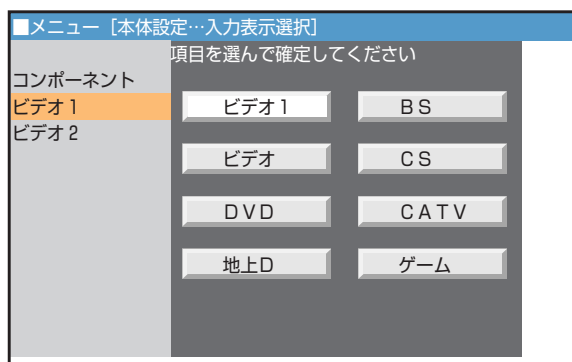 ■メニュー［本体設定…入力表示選択］
項目を選んで確定してください
コンポーネント
ビデオ１
ビデオ２
ビデオ１
ＢＳ
ビデオ
ＣＳ
ＤＶＤ
ＣＡＴＶ
地上Ｄ
ゲーム